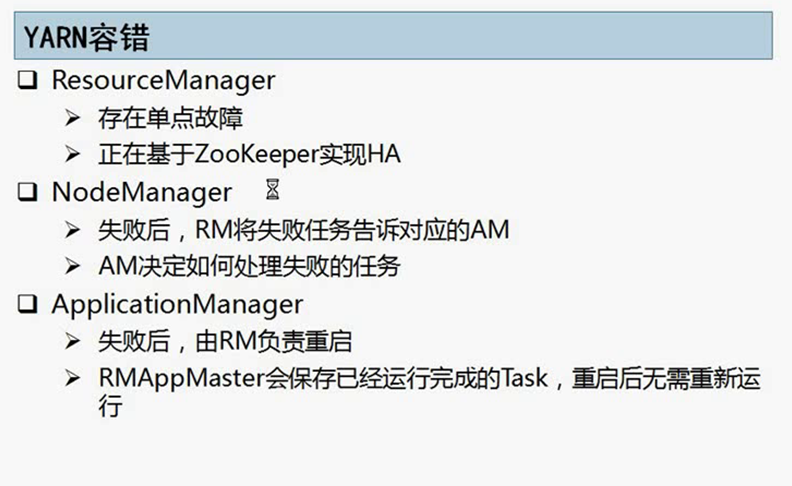 YARN容错
ResourceManager
存在单点故障
正在基于ZooKeeper实现HA
NodeManager
失败后，RM将失败任务告诉对应的AM
AM决定如何处理失败的任务
ApplicationManager
失败后，由RM负责重启
RMAppMaster会保存已经运行完成的Task，重启后无需重新运
行